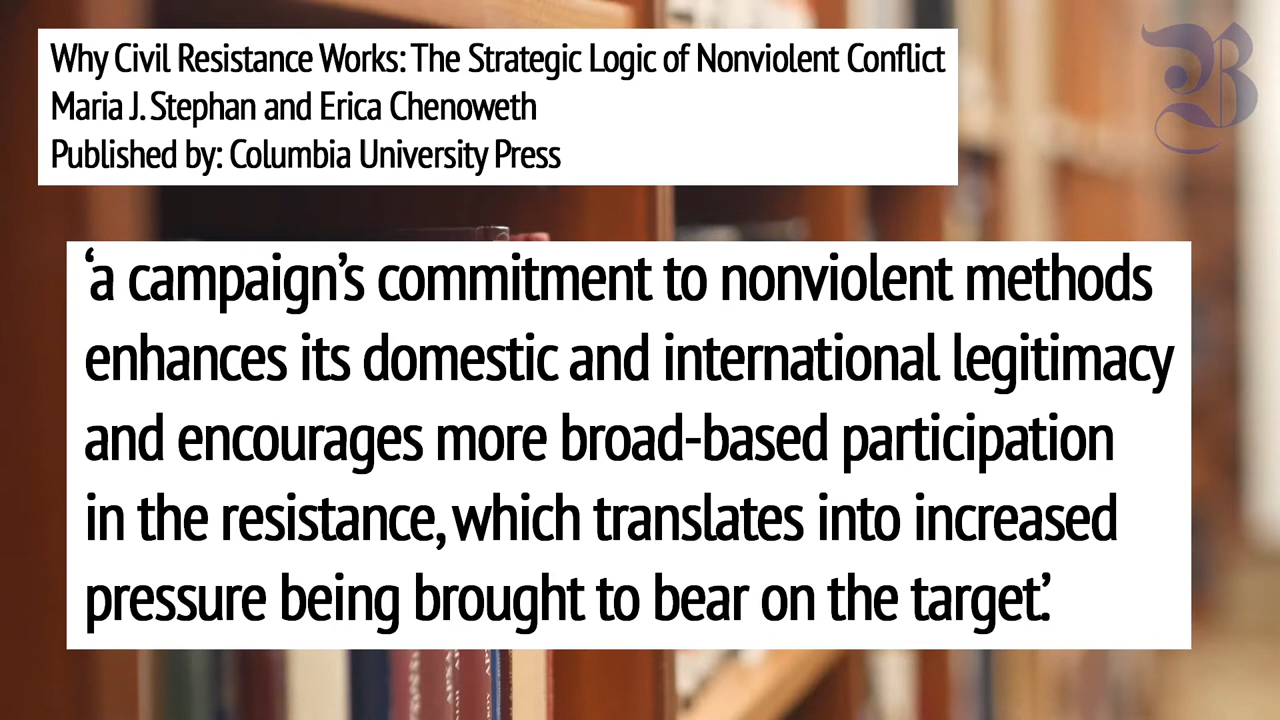 Why Civil Resistance Works: The Strategic Logic of Nonviolent Conflict
Maria J. Stephan and Erica Chenoweth
Published by: Columbia University Press
B
‘a campaign’s commitment to nonviolent methods
enhances its domestic and international legitimacy
and encourages more broad-based participation
in the resistance, which translates into increased
pressure being brought to bear on the target.’